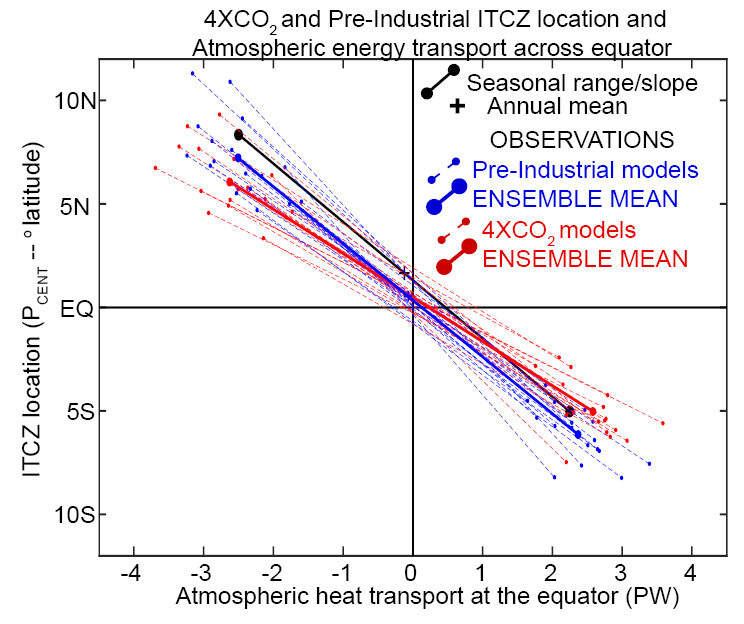 4XCO2 and Pre-Industrial ITCZ location and
Atmospheric energy transport across equator
Seasonal range/slope
Annual mean
OBSERVATIONS
Pre-Industrial models
ENSEMBLE MEAN
4XCO2 models
ENSEMBLE MEAN
ITCZ location (PCENT -- º latitude)
10N
5N
EQ
5S
10S
-4 -3 -2 -1 0 1 2 3 4
Atmospheric heat transport at the equator (PW)